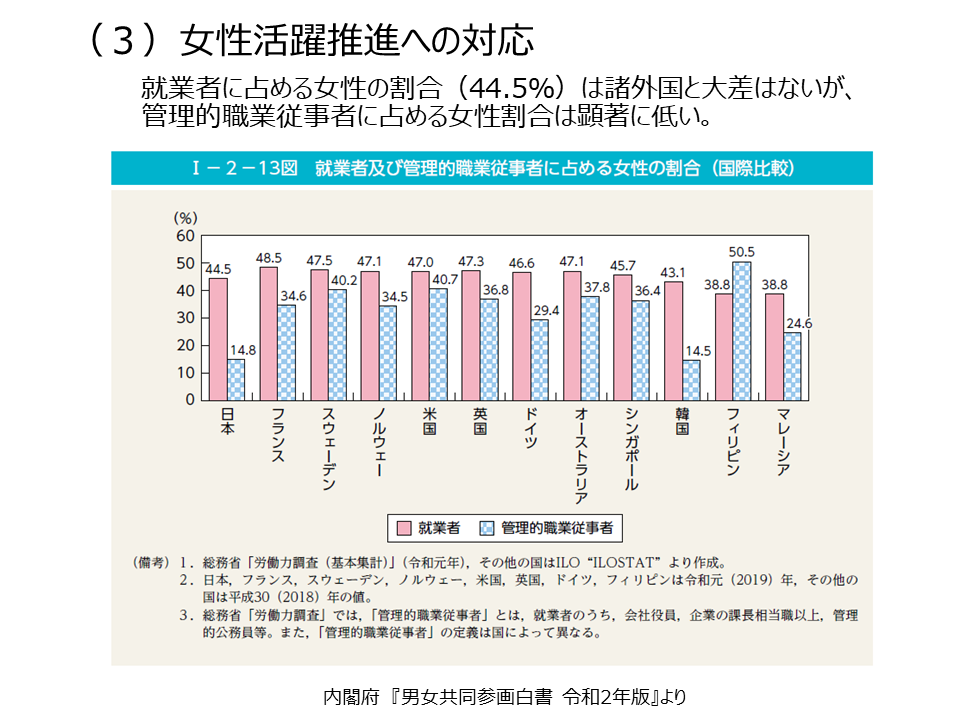 （３）女性活躍推進への対応
就業者に占める女性の割合（44.5%）は諸外国と大差はないが、
管理的職業従事者に占める女性割合は顕著に低い。
Ⅰ－２－13図　就業者及び管理的職業従事者に占める女性の割合（国際比較）
(%)
60
50
40
30
20
10
0
44.5
14.8
48.5
34.6
47.5
40.2
47.1
34.5
47.0
40.7
47.3
36.8
46.6
29.4
47.1
37.8
45.7
36.4
43.1
14.5
38.8
50.5
38.8
24.6
日本
フランス
スウェーデン
ノルウェー
米国
英国
ドイツ
オーストラリア
シンガポール
韓国
フィリピン
マレーシア
就業者　管理的職業従事者
（備考）１．総務省「労働力調査（基本集計）」（令和元年），その他の国はILO “ILOSTAT” より作成。
２．日本，フランス，スウェーデン，ノルウェー，米国，英国，ドイツ，フィリピンは令和元（2019）年，その他の
国は平成30（2018）年の値。
３．総務省「労働力調査」では，「管理的職業従事者」とは，就業者のうち，会社役員，企業の課長相当職以上，管理
的公務員等。また，「管理的職業従事者」の定義は国によって異なる。
内閣府『男女共同参画白書 令和2年版』より